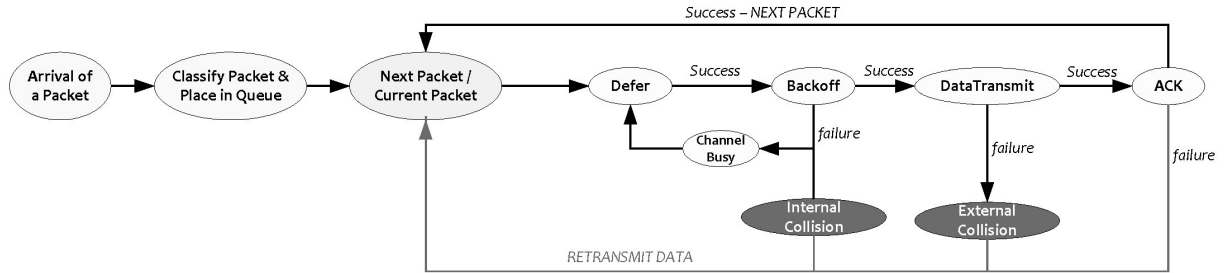 Success – NEXT PACKET
Arrival of
a Packet
Classify Packet &
Place in Queue
Next Packet /
Current Packet
Defer
Success
Backoff
Success
DataTransmit
Success
ACK
Channel
Busy
failure
failure
failure
Internal
Collision
External
Collision
RETRANSMIT DATA